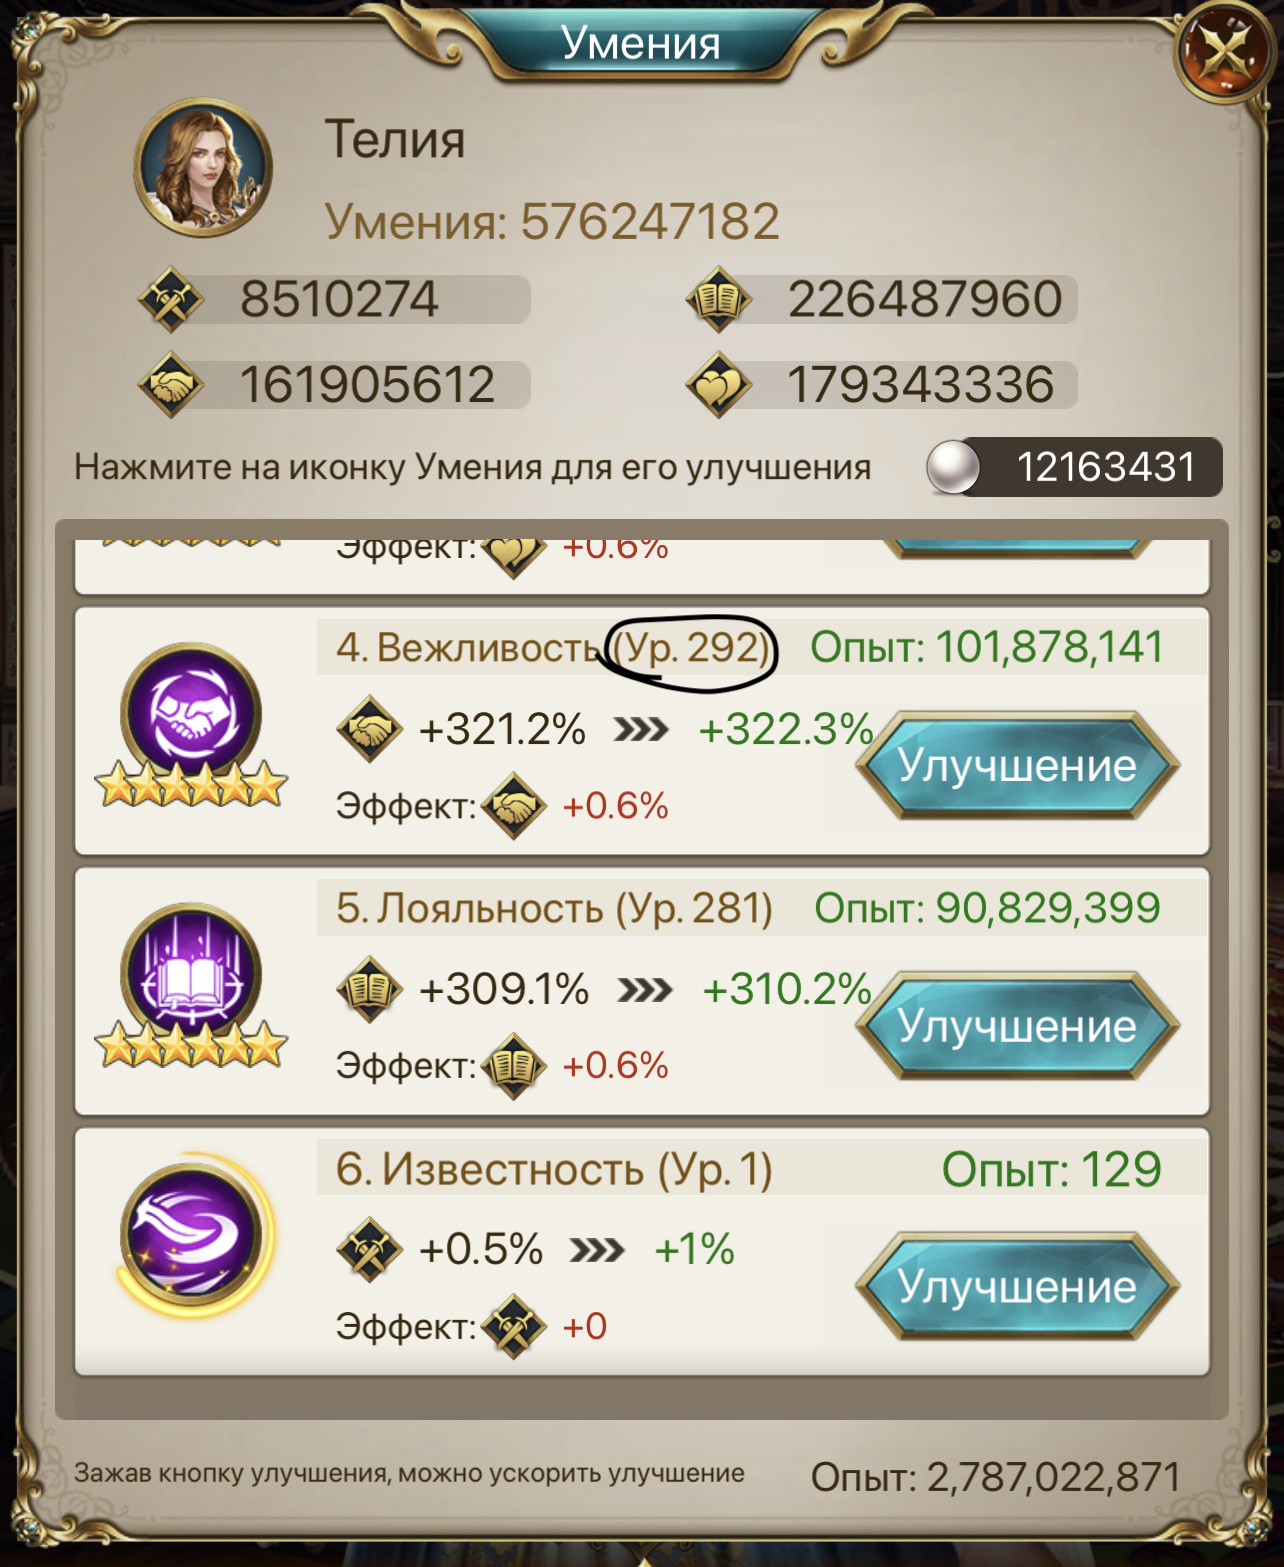 Умения
Телия
Умения: 576247182
8510274
226487960
161905612
179343336
Нажмите на иконку Умения для его улучшения
12163431
Эффект: +0.6%
4. Вежливость (Ур. 292) Опыт: 101,878,141
+321.2% +322.3%
Улучшение
Эффект: +0.6%
5. Лояльность (Ур. 281) Опыт: 90,829,399
+309.1% +310.2%
Улучшение
Эффект: +0.6%
6. Известность (Ур. 1) Опыт: 129
+0.5% +1%
Улучшение
Эффект: +0
Зажав кнопку улучшения, можно ускорить улучшение
Опыт: 2,787,022,871